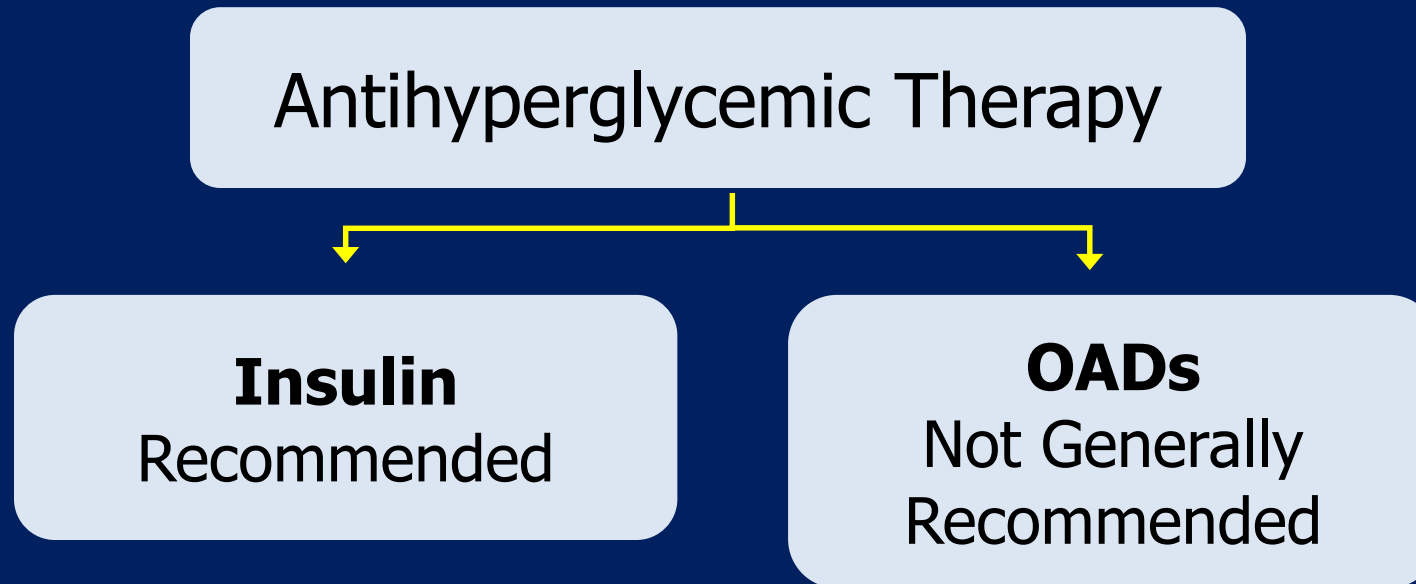 Antihyperglycemic Therapy
Insulin
Recommended
OADs
Not Generally
Recommended